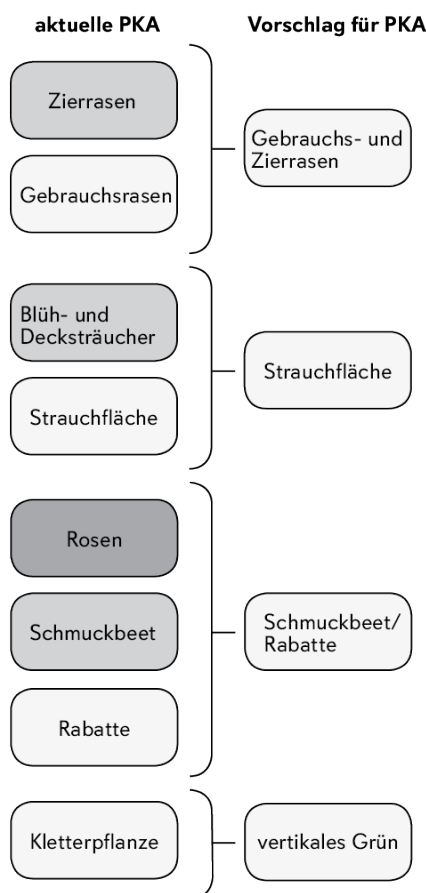 aktuelle PKA
Vorschlag für PKA
Zierrasen
Gebrauchsrasen
Gebrauchs- und
Zierrasen
Blüh- und
Decksträucher
Strauchfläche
Strauchfläche
Rosen
Schmuckbeet
Rabatte
Schmuckbeet/
Rabatte
Kletterpflanze
vertikales Grün